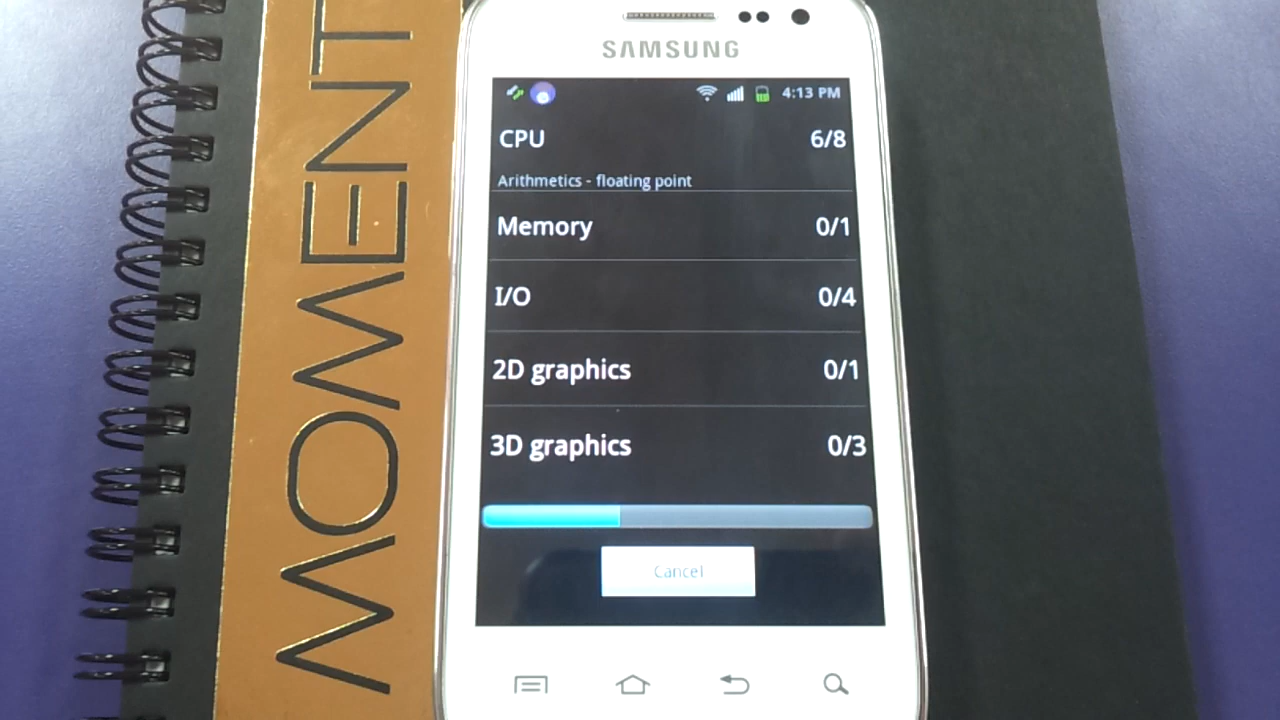 MOMENT
SAMSUNG
4:13 PM
CPU 6/8
Arithmetics - floating point
Memory 0/1
I/O 0/4
2D graphics 0/1
3D graphics 0/3
Cancel